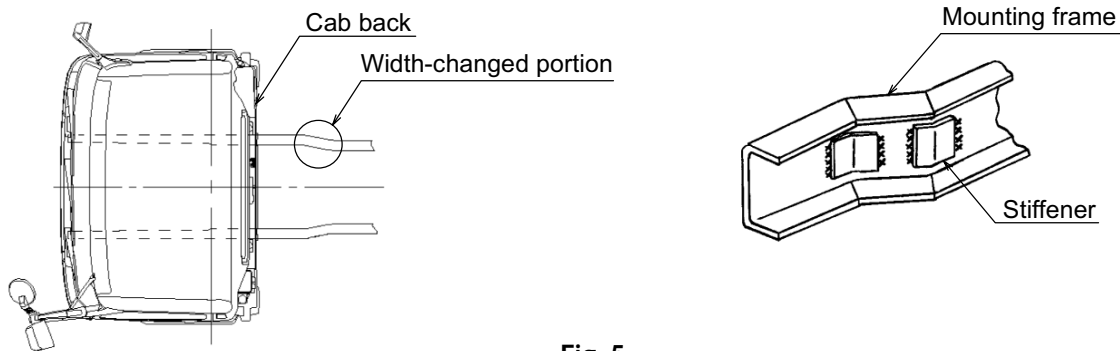 Cab back
Width-changed portion
Mounting frame
Stiffener
Fig. 5